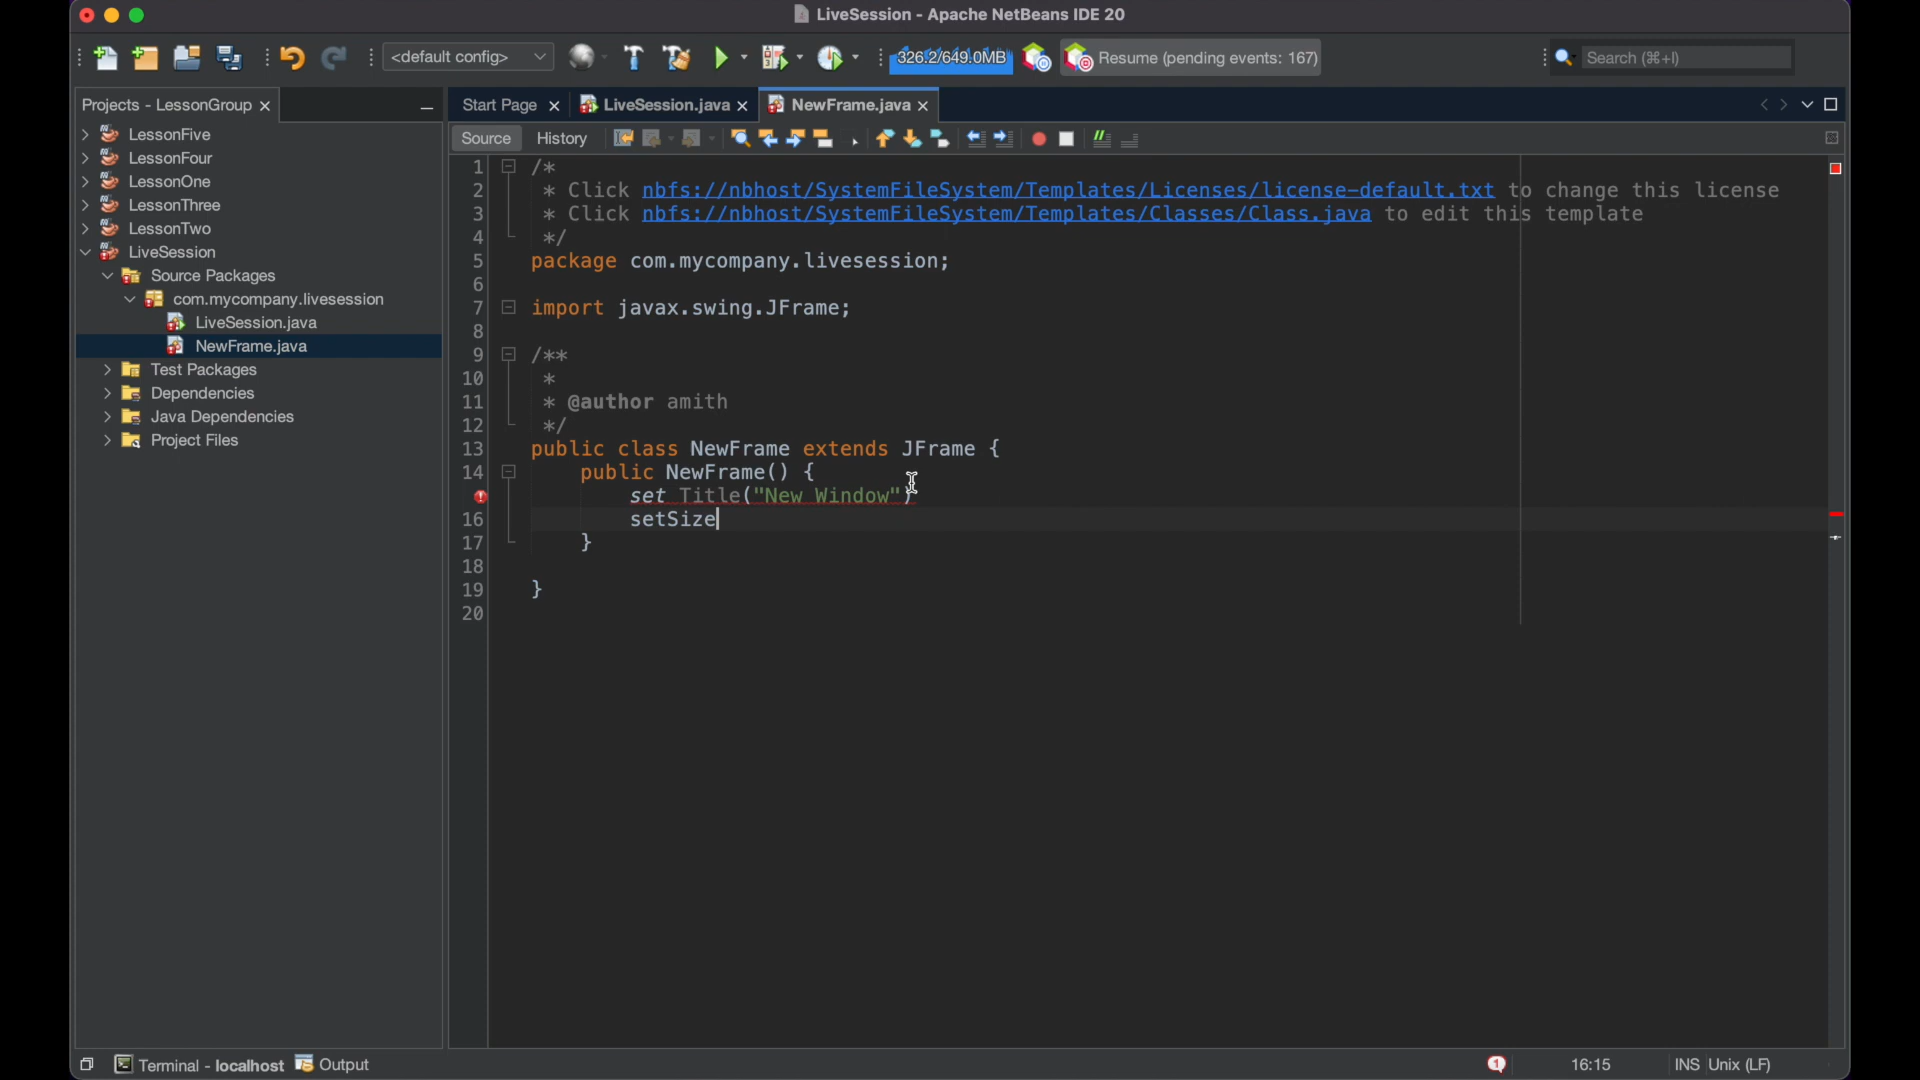 LiveSession - Apache NetBeans IDE 20
<default config>
326.2/649.0MB
Resume (pending events: 167)
Search (⌘+I)
Projects - LessonGroup
Start Page
LiveSession.java
NewFrame.java
Source
History
LessonFive
LessonFour
LessonOne
LessonThree
LessonTwo
LiveSession
Source Packages
com.mycompany.livesession
LiveSession.java
NewFrame.java
Test Packages
Dependencies
Java Dependencies
Project Files
1 /*
2 * Click nbfs://nbhost/SystemFileSystem/Templates/Licenses/license-default.txt to change this license
3 * Click nbfs://nbhost/SystemFileSystem/Templates/Classes/Class.java to edit this template
4 */
5 package com.mycompany.livesession;
6
7 import javax.swing.JFrame;
8
9 /**
10 *
11 * @author amith
12 */
13 public class NewFrame extends JFrame {
14 public NewFrame() {
set Title("New Window")
16 setSize
17 }
18
19 }
20
Terminal - localhost
Output
1
16:15
INS
Unix (LF)